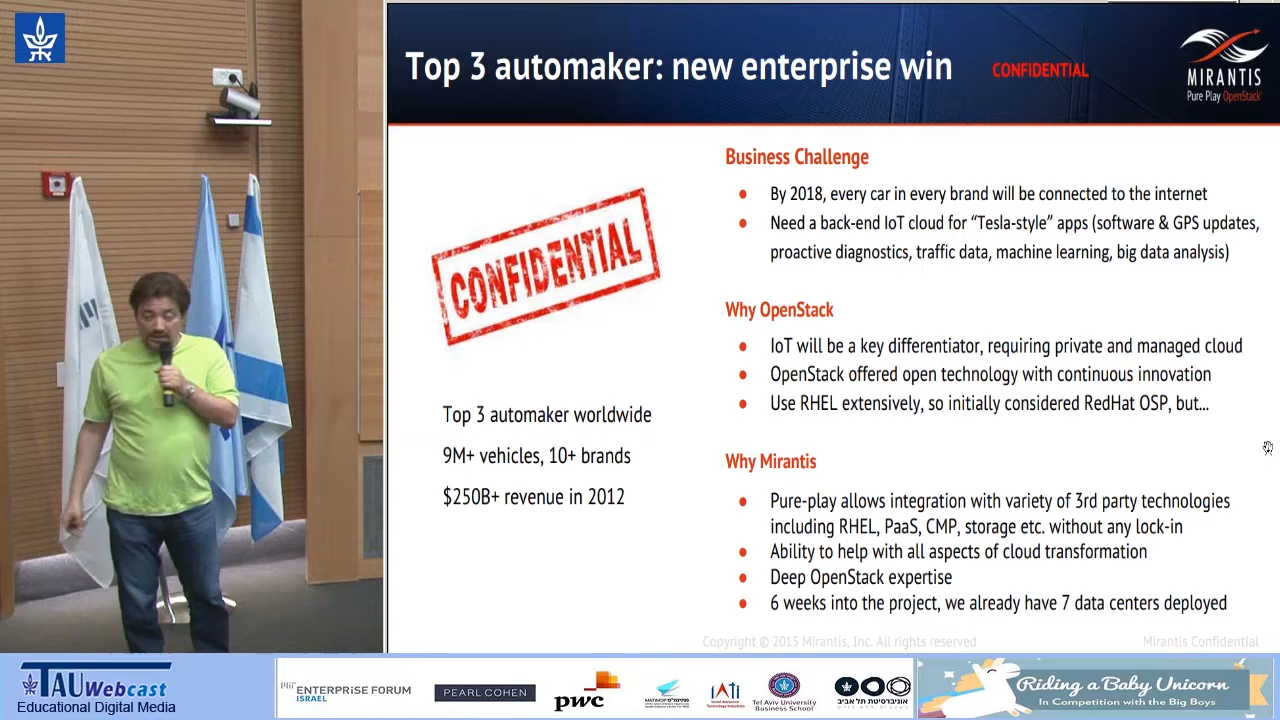 Top 3 automaker: new enterprise win
CONFIDENTIAL
MIRANTIS
Pure Play OpenStack
Business Challenge
By 2018, every car in every brand will be connected to the internet
Need a back-end IoT cloud for “Tesla-style” apps (software & GPS updates,
proactive diagnostics, traffic data, machine learning, big data analysis)
CONFIDENTIAL
Why OpenStack
IoT will be a key differentiator, requiring private and managed cloud
OpenStack offered open technology with continuous innovation
Use RHEL extensively, so initially considered RedHat OSP, but...
Top 3 automaker worldwide
9M+ vehicles, 10+ brands
$250B+ revenue in 2012
Why Mirantis
Pure-play allows integration with variety of 3rd party technologies
including RHEL, PaaS, CMP, storage etc. without any lock-in
Ability to help with all aspects of cloud transformation
Deep OpenStack expertise
6 weeks into the project, we already have 7 data centers deployed
Copyright © 2015 Mirantis, Inc. All rights reserved
Mirantis Confidential
TAU Webcast
Educational Digital Media
MIT ENTERPRISE FORUM
ISRAEL
PEARL COHEN
pwc
IATI
Tel Aviv University
Business School
אוניברסיטת תל אביב
Riding a Baby Unicorn
In Competition with the Big Boys